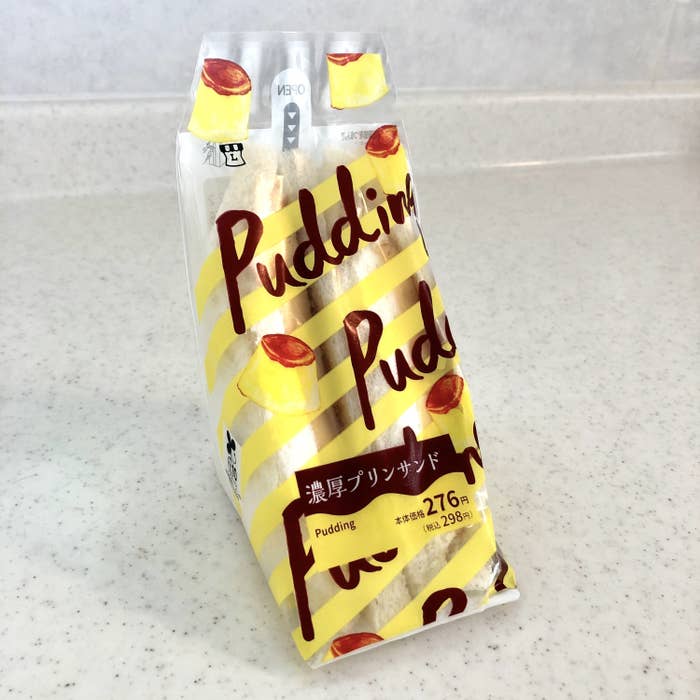 OPEN
L
Pudding
Pudd
濃厚プリンサンド
Pudding
本体価格276円
(税込298円)
Pud
P